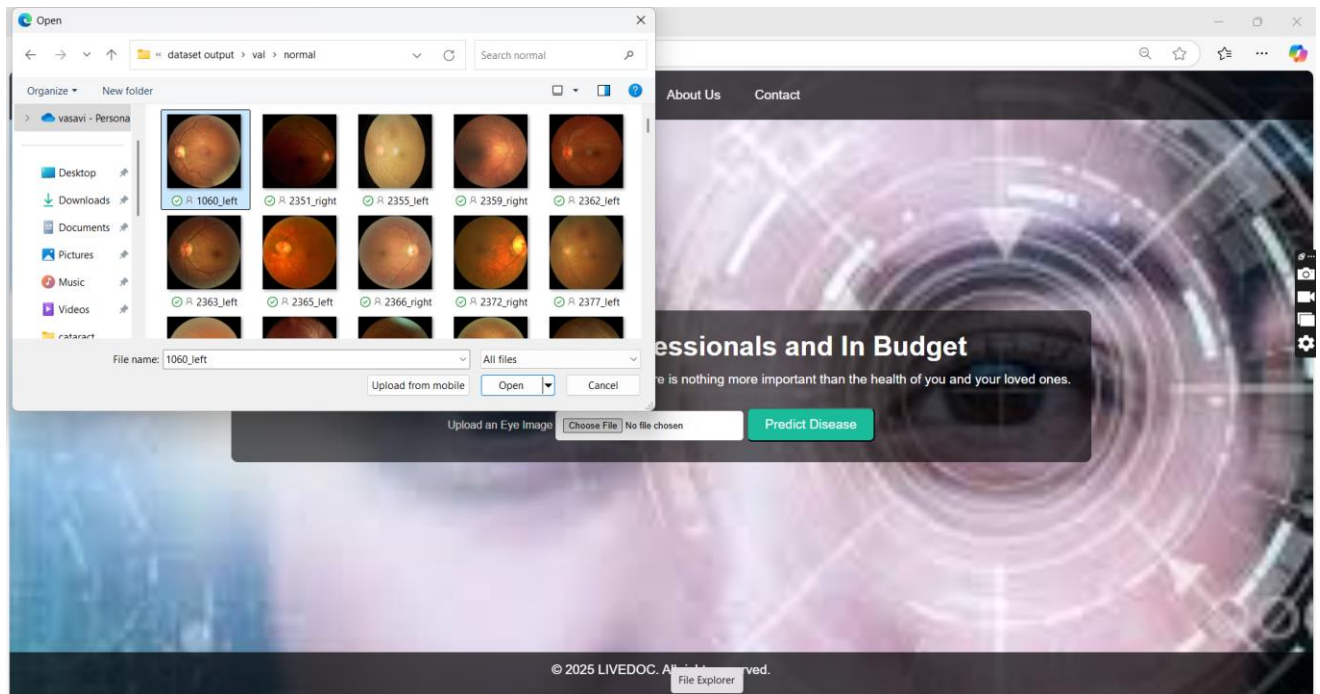 Open
« dataset output > val > normal
Search normal
Organize
New folder
vasavi - Persona
Desktop
Downloads
Documents
Pictures
Music
Videos
cataract
1060_left
2351_right
2355_left
2359_right
2362_left
2363_left
2365_left
2366_right
2372_right
2377_left
File name: 1060_left
All files
Upload from mobile
Open
Cancel
About Us
Contact
essionals and In Budget
e is nothing more important than the health of you and your loved ones.
Upload an Eye Image
Choose File No file chosen
Predict Disease
© 2025 LIVEDOC. All rved.
File Explorer